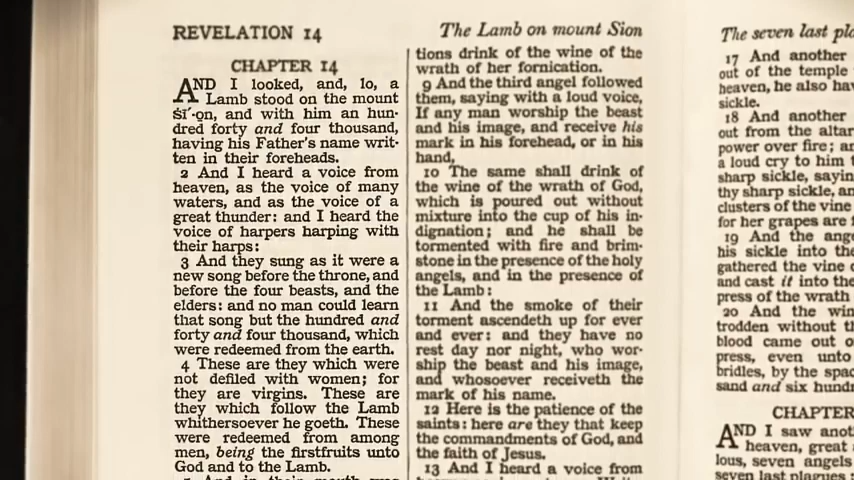 REVELATION 14
CHAPTER 14
AND I looked, and, lo, a
Lamb stood on the mount
Sī´-ǫn, and with him an hun-
dred forty and four thousand,
having his Father's name writ-
ten in their foreheads.
2 And I heard a voice from
heaven, as the voice of many
waters, and as the voice of a
great thunder: and I heard the
voice of harpers harping with
their harps:
3 And they sung as it were a
new song before the throne, and
before the four beasts, and the
elders: and no man could learn
that song but the hundred and
forty and four thousand, which
were redeemed from the earth.
4 These are they which were
not defiled with women; for
they are virgins. These are
they which follow the Lamb
whithersoever he goeth. These
were redeemed from among
men, being the firstfruits unto
God and to the Lamb.
The Lamb on mount Sion
tions drink of the wine of the
wrath of her fornication.
9 And the third angel followed
them, saying with a loud voice,
If any man worship the beast
and his image, and receive his
mark in his forehead, or in his
hand,
10 The same shall drink of
the wine of the wrath of God,
which is poured out without
mixture into the cup of his in-
dignation; and he shall be
tormented with fire and brim-
stone in the presence of the holy
angels, and in the presence of
the Lamb:
11 And the smoke of their
torment ascendeth up for ever
and ever: and they have no
rest day nor night, who wor-
ship the beast and his image,
and whosoever receiveth the
mark of his name.
12 Here is the patience of the
saints: here are they that keep
the commandments of God, and
the faith of Jesus.
13 And I heard a voice from
The seven last pla
17 And another
out of the temple
heaven, he also hav
sickle.
18 And another
out from the altar
power over fire; an
a loud cry to him t
sharp sickle, sayin
thy sharp sickle, an
clusters of the vine
for her grapes are f
19 And the ange
his sickle into the
gathered the vine o
and cast it into the
press of the wrath
20 And the win
trodden without th
blood came out o
press, even unto
bridles, by the spac
sand and six hundr
CHAPTER
AND I saw anot
heaven, great
lous, seven angels
seven last plagues